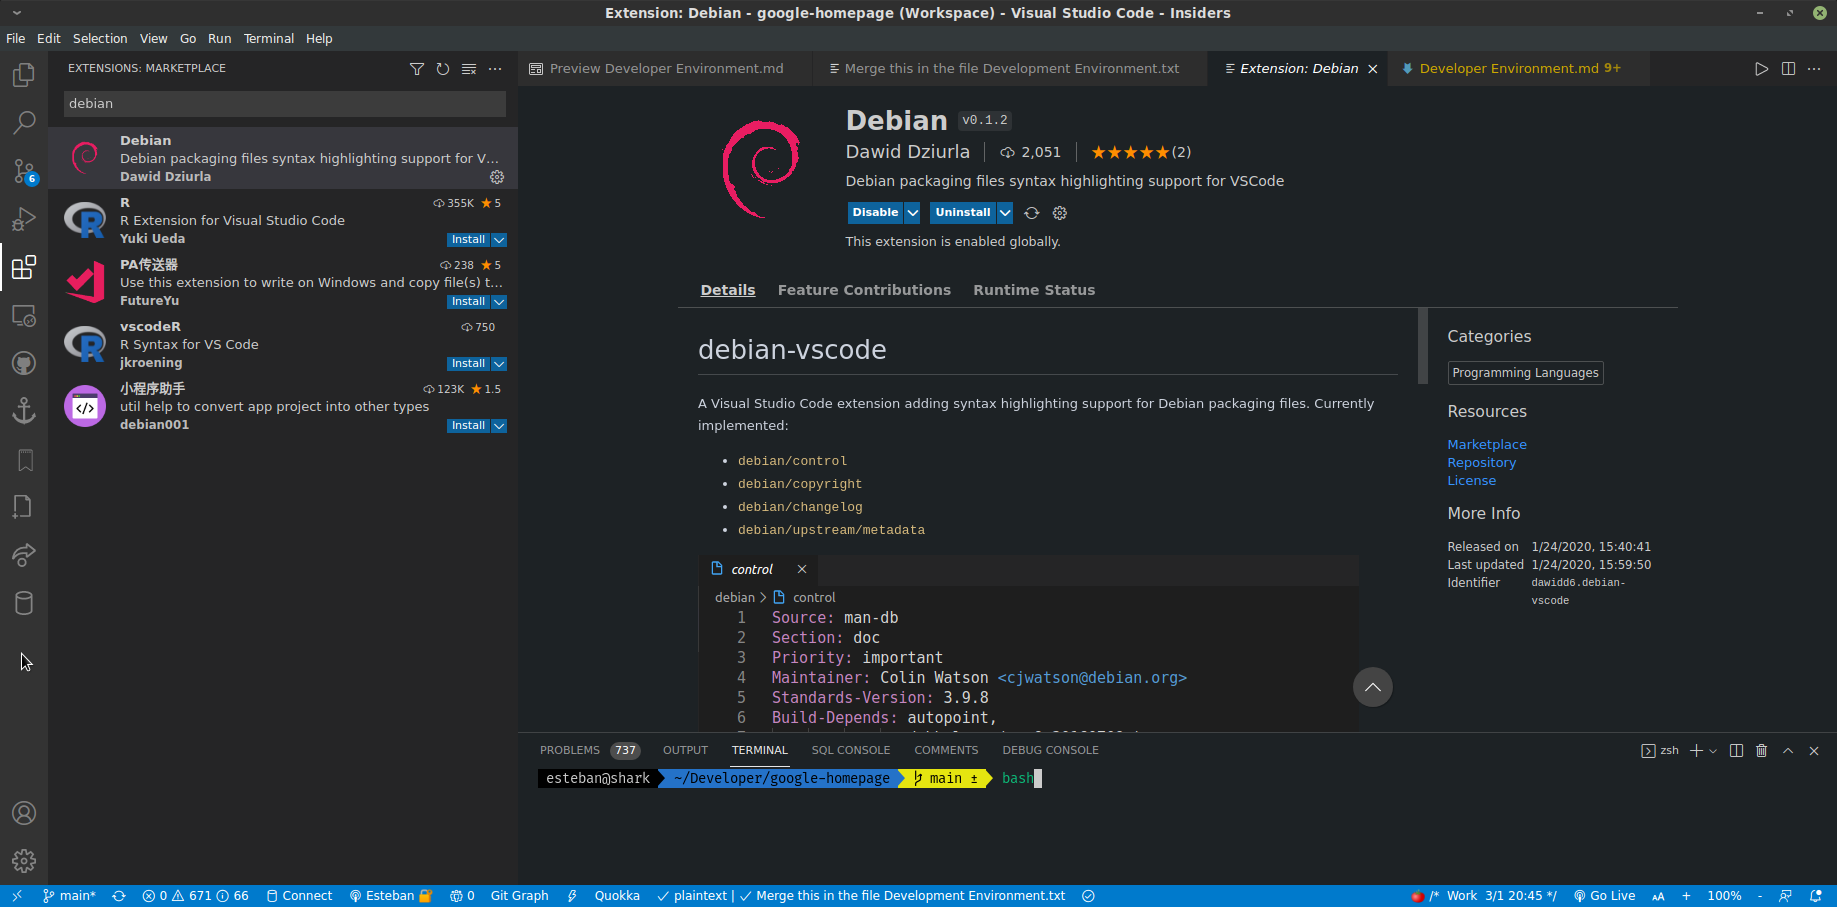 Extension: Debian - google-homepage (Workspace) - Visual Studio Code - Insiders
File Edit Selection View Go Run Terminal Help
EXTENSIONS: MARKETPLACE
debian
Debian
Debian packaging files syntax highlighting support for V...
Dawid Dziurla
R 355K ★ 5
R Extension for Visual Studio Code
Yuki Ueda Install
PA传送器 238 ★ 5
Use this extension to write on Windows and copy file(s) t...
FutureYu Install
vscodeR 750
R Syntax for VS Code
jkroening Install
小程序助手 123K ★ 1.5
util help to convert app project into other types
debian001 Install
Preview Developer Environment.md
Merge this in the file Development Environment.txt
Extension: Debian
Developer Environment.md 9+
Debian v0.1.2
Dawid Dziurla 2,051 ★★★★★(2)
Debian packaging files syntax highlighting support for VSCode
Disable Uninstall
This extension is enabled globally.
Details Feature Contributions Runtime Status
debian-vscode
A Visual Studio Code extension adding syntax highlighting support for Debian packaging files. Currently
implemented:
• debian/control
• debian/copyright
• debian/changelog
• debian/upstream/metadata
control
debian > control
1 Source: man-db
2 Section: doc
3 Priority: important
4 Maintainer: Colin Watson <cjwatson@debian.org>
5 Standards-Version: 3.9.8
6 Build-Depends: autopoint,
Categories
Programming Languages
Resources
Marketplace
Repository
License
More Info
Released on 1/24/2020, 15:40:41
Last updated 1/24/2020, 15:59:50
Identifier dawidd6.debian-
vscode
PROBLEMS 737 OUTPUT TERMINAL SQL CONSOLE COMMENTS DEBUG CONSOLE
zsh
esteban@shark ~/Developer/google-homepage main ± bash
6
main* 0 671 66 Connect Esteban 0 Git Graph Quokka ✓ plaintext | ✓ Merge this in the file Development Environment.txt
/* Work 3/1 20:45 */ Go Live AA + 100% -